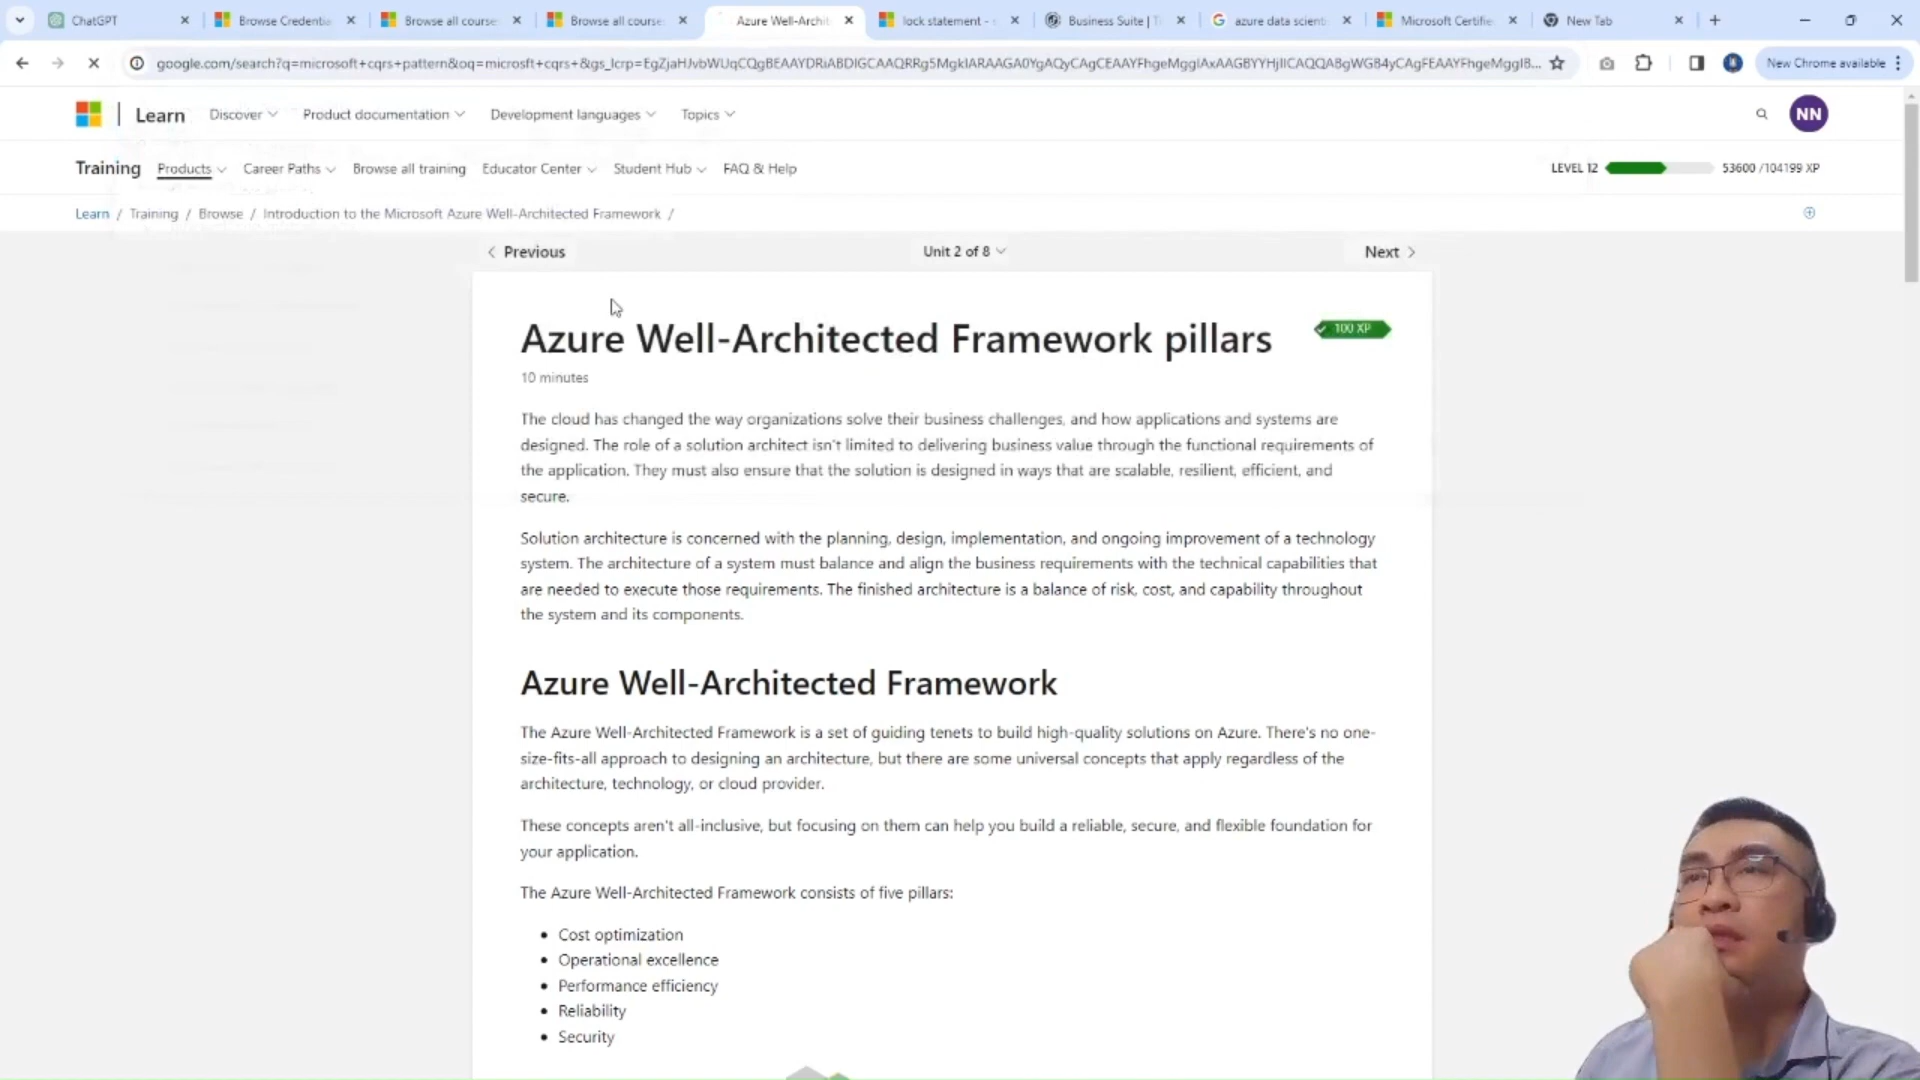 ChatGPT
Browse Credentia
Browse all course
Browse all course
Azure Well-Archit
lock statement -
Business Suite |
azure data scient
Microsoft Certifie
New Tab
New Chrome available
Learn Discover Product documentation Development languages Topics NN
Training Products Career Paths Browse all training Educator Center Student Hub FAQ & Help LEVEL 12 53600 /104199 XP
Learn / Training / Browse / Introduction to the Microsoft Azure Well-Architected Framework /
Previous Unit 2 of 8 Next
Azure Well-Architected Framework pillars 100 XP
10 minutes
The cloud has changed the way organizations solve their business challenges, and how applications and systems are
designed. The role of a solution architect isn't limited to delivering business value through the functional requirements of
the application. They must also ensure that the solution is designed in ways that are scalable, resilient, efficient, and
secure.
Solution architecture is concerned with the planning, design, implementation, and ongoing improvement of a technology
system. The architecture of a system must balance and align the business requirements with the technical capabilities that
are needed to execute those requirements. The finished architecture is a balance of risk, cost, and capability throughout
the system and its components.
Azure Well-Architected Framework
The Azure Well-Architected Framework is a set of guiding tenets to build high-quality solutions on Azure. There's no one-
size-fits-all approach to designing an architecture, but there are some universal concepts that apply regardless of the
architecture, technology, or cloud provider.
These concepts aren't all-inclusive, but focusing on them can help you build a reliable, secure, and flexible foundation for
your application.
The Azure Well-Architected Framework consists of five pillars:
• Cost optimization
• Operational excellence
• Performance efficiency
• Reliability
• Security